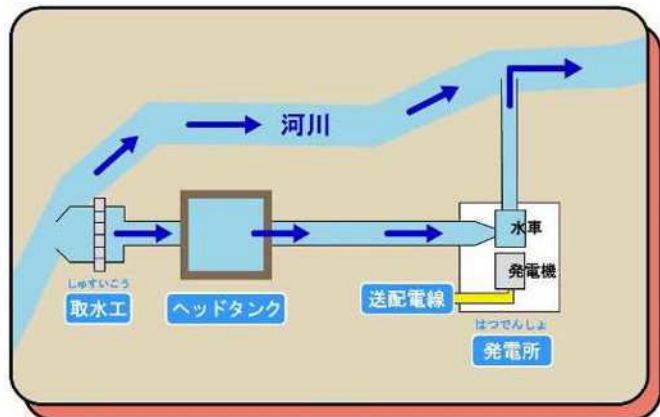 河川
水車
発電機
しゅすいこう
取水工
ヘッドタンク
送配電線
はつでんしょ
発電所